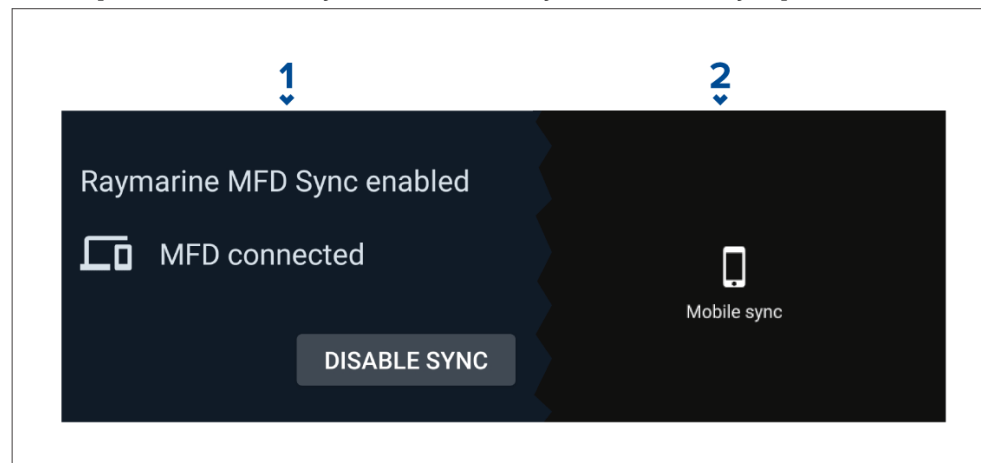 1
2
Raymarine MFD Sync enabled
MFD connected
Mobile sync
DISABLE SYNC